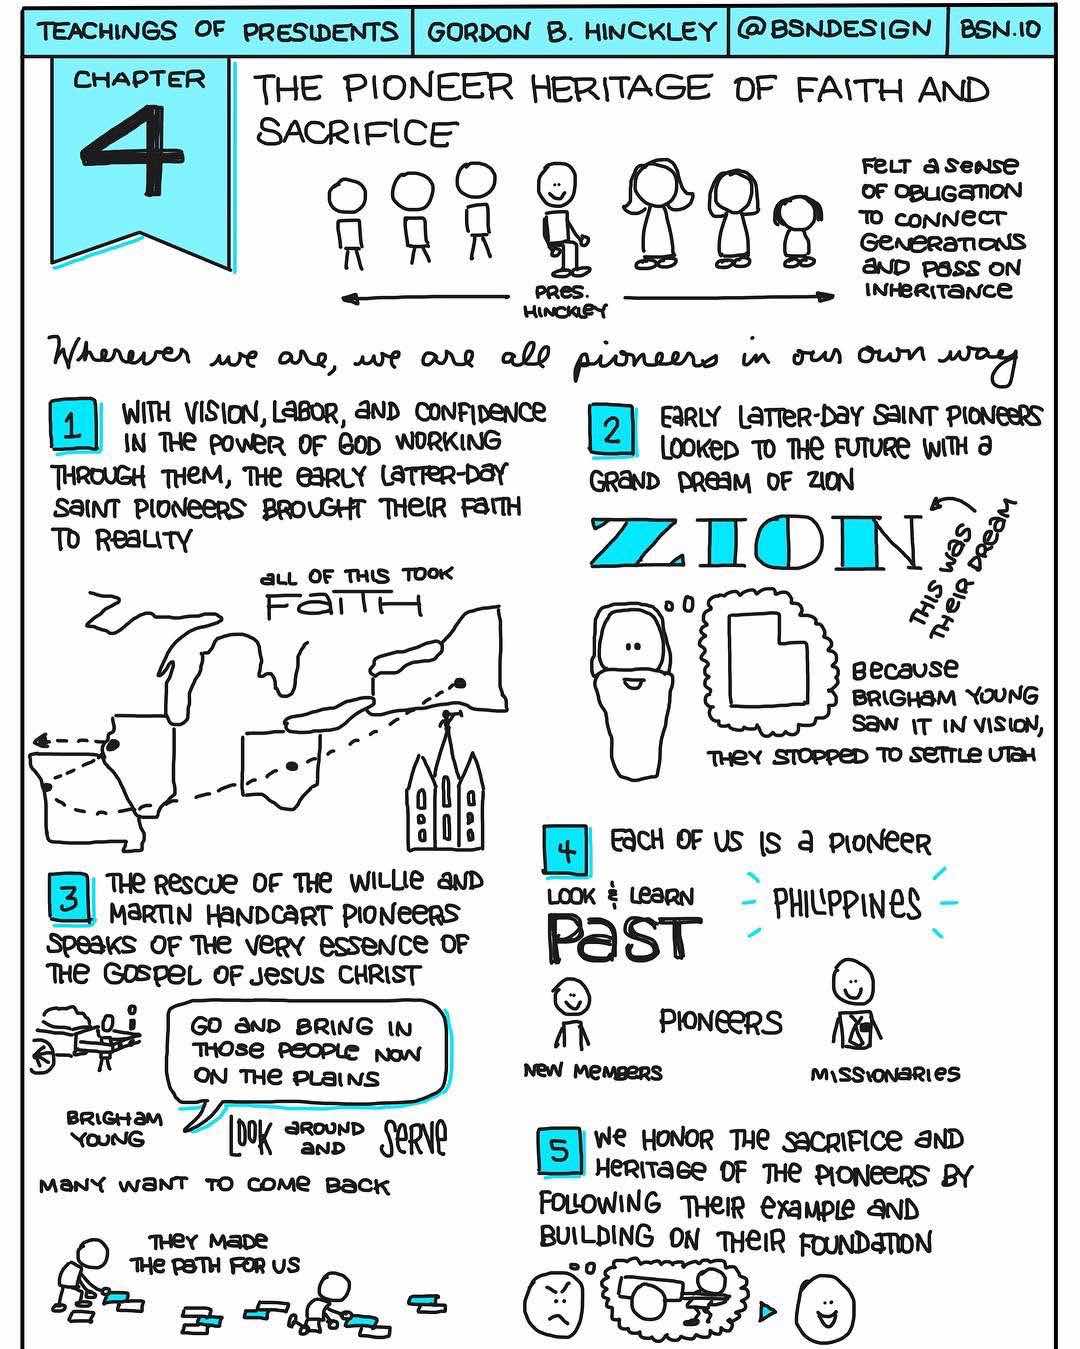 TEACHINGS OF PRESIDENTS
GORDON B. HINCKLEY
@BSNDESIGN
BSN.IO
CHAPTER
4
THE PIONEER HERITAGE OF FAITH AND
SACRIFICE
FELT A SENSE
OF OBLIGATION
TO CONNECT
GENERATIONS
AND PASS ON
INHERITANCE
PRES.
HINCKLEY
Wherever we are, we are all pioneers in our own way
1
WITH VISION, LABOR, AND CONFIDENCE
IN THE POWER OF GOD WORKING
THROUGH THEM, THE EARLY LATTER-DAY
SAINT PIONEERS BROUGHT THEIR FAITH
TO REALITY
ALL OF THIS TOOK
FAITH
2
EARLY LATTER-DAY SAINT PIONEERS
LOOKED TO THE FUTURE WITH A
GRAND DREAM OF ZION
ZION
THIS WAS
THEIR DREAM
BECAUSE
BRIGHAM YOUNG
SAW IT IN VISION,
THEY STOPPED TO SETTLE UTAH
3
THE RESCUE OF THE WILLIE AND
MARTIN HANDCART PIONEERS
SPEAKS OF THE VERY ESSENCE OF
THE GOSPEL OF JESUS CHRIST
GO AND BRING IN
THOSE PEOPLE NOW
ON THE PLAINS
BRIGHAM
YOUNG
LOOK AROUND AND SERVE
MANY WANT TO COME BACK
THEY MADE
THE PATH FOR US
4
EACH OF US IS A PIONEER
LOOK & LEARN
PAST
PHILIPPINES
PIONEERS
NEW MEMBERS
MISSIONARIES
5
WE HONOR THE SACRIFICE AND
HERITAGE OF THE PIONEERS BY
FOLLOWING THEIR EXAMPLE AND
BUILDING ON THEIR FOUNDATION